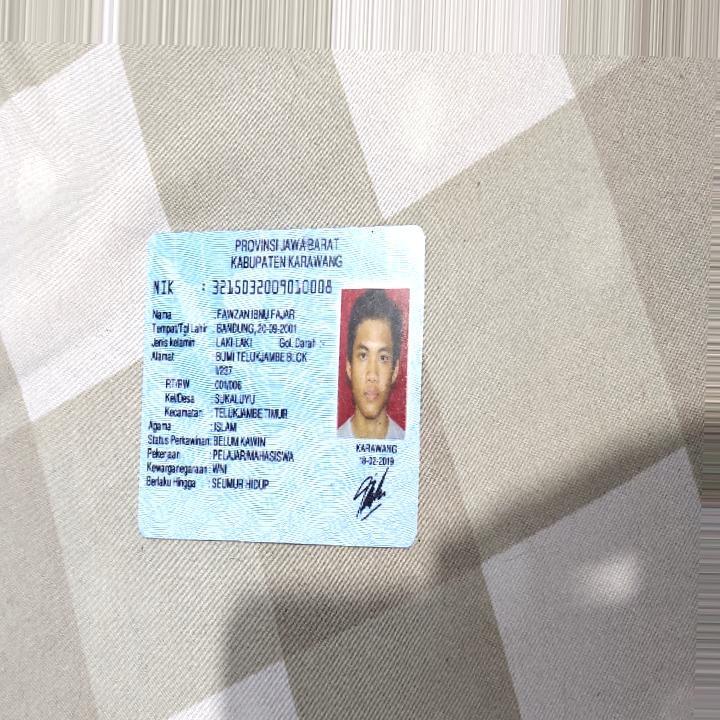 PROVINSI JAWA BARAT
KABUPATEN KARAWANG
NIK : 3215032009010008
Nama : FAWZAN IBNU FAJAR
Tempat/Tgl Lahir : BANDUNG, 20-09-2001
Jenis kelamin : LAKI-LAKI Gol. Darah : -
Alamat : BUMI TELUKJAMBE BLOK
I/237
RT/RW : 001/006
Kel/Desa : SUKALUYU
Kecamatan : TELUKJAMBE TIMUR
Agama : ISLAM
Status Perkawinan: BELUM KAWIN
Pekerjaan : PELAJAR/MAHASISWA
Kewarganegaraan: WNI
Berlaku Hingga : SEUMUR HIDUP
KARAWANG
18-02-2019